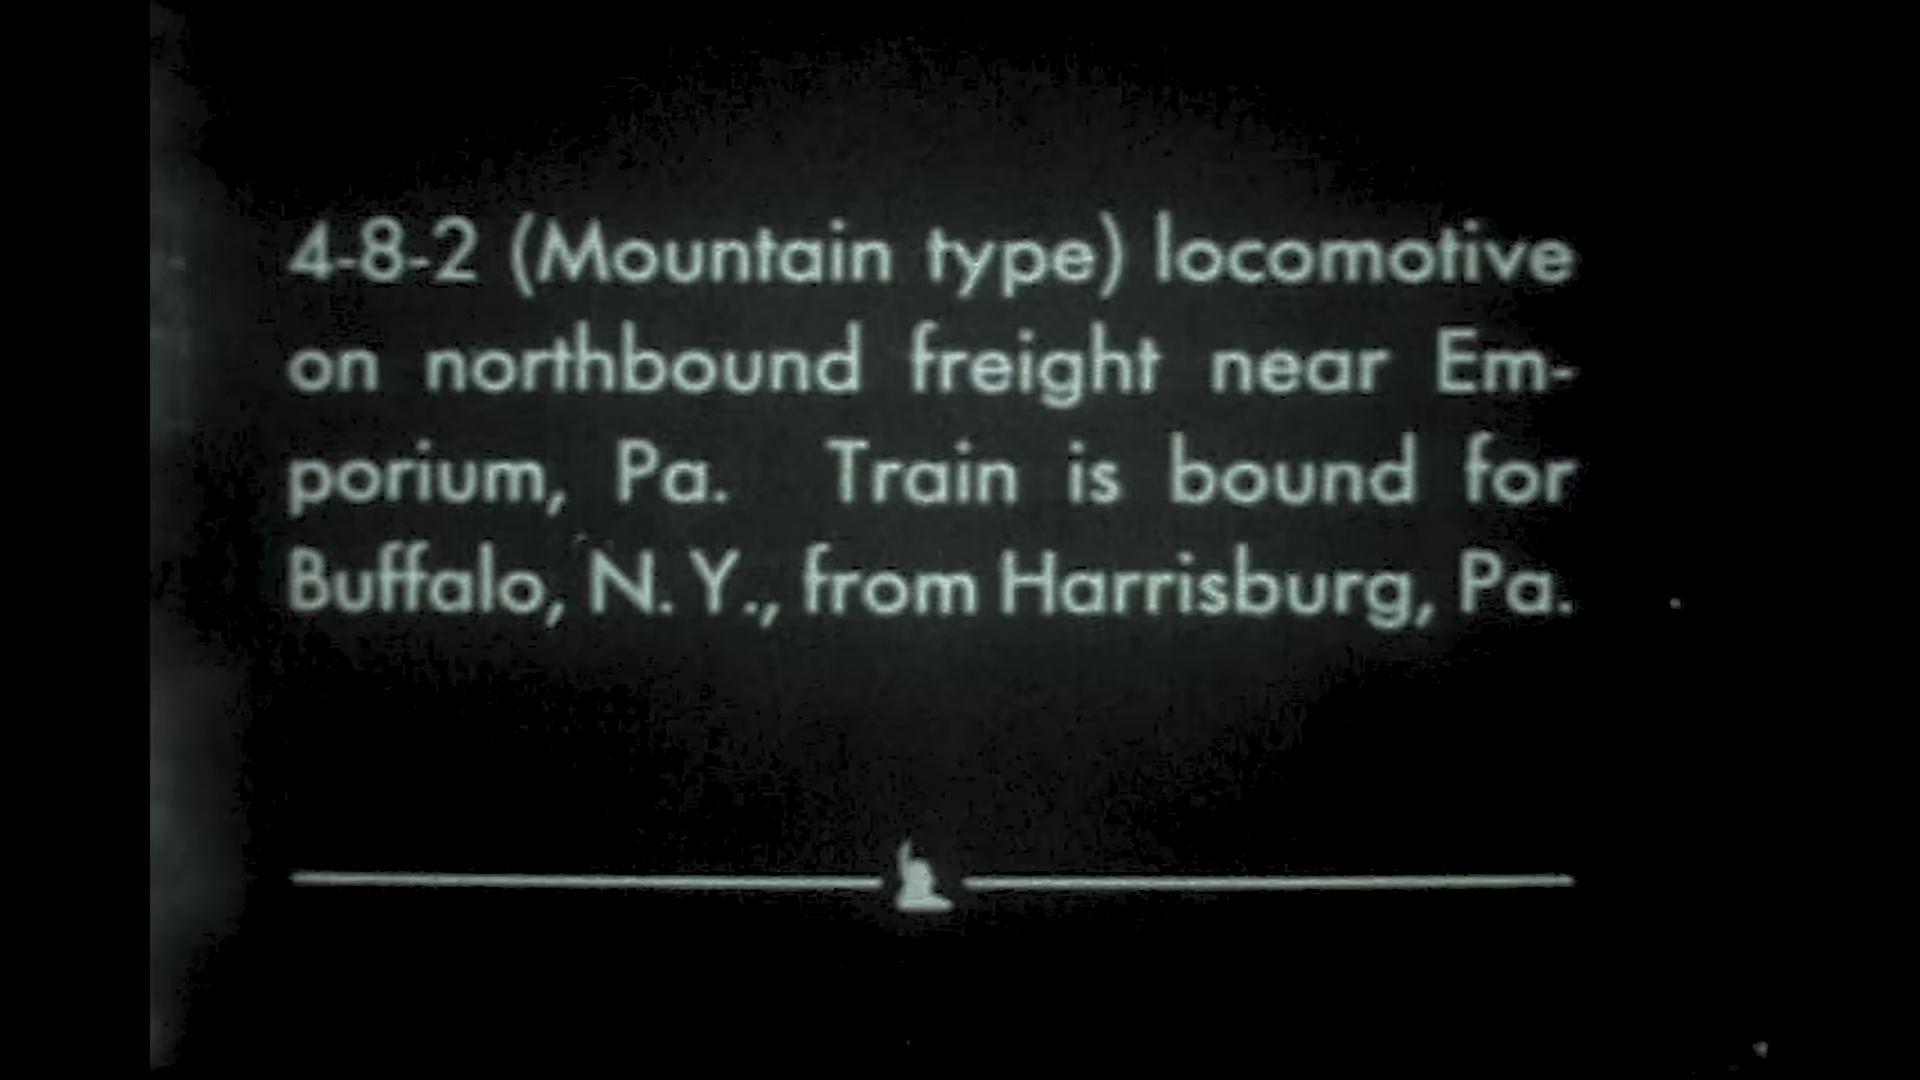 4-8-2 (Mountain type) locomotive
on northbound freight near Em-
porium, Pa. Train is bound for
Buffalo, N. Y., from Harrisburg, Pa.